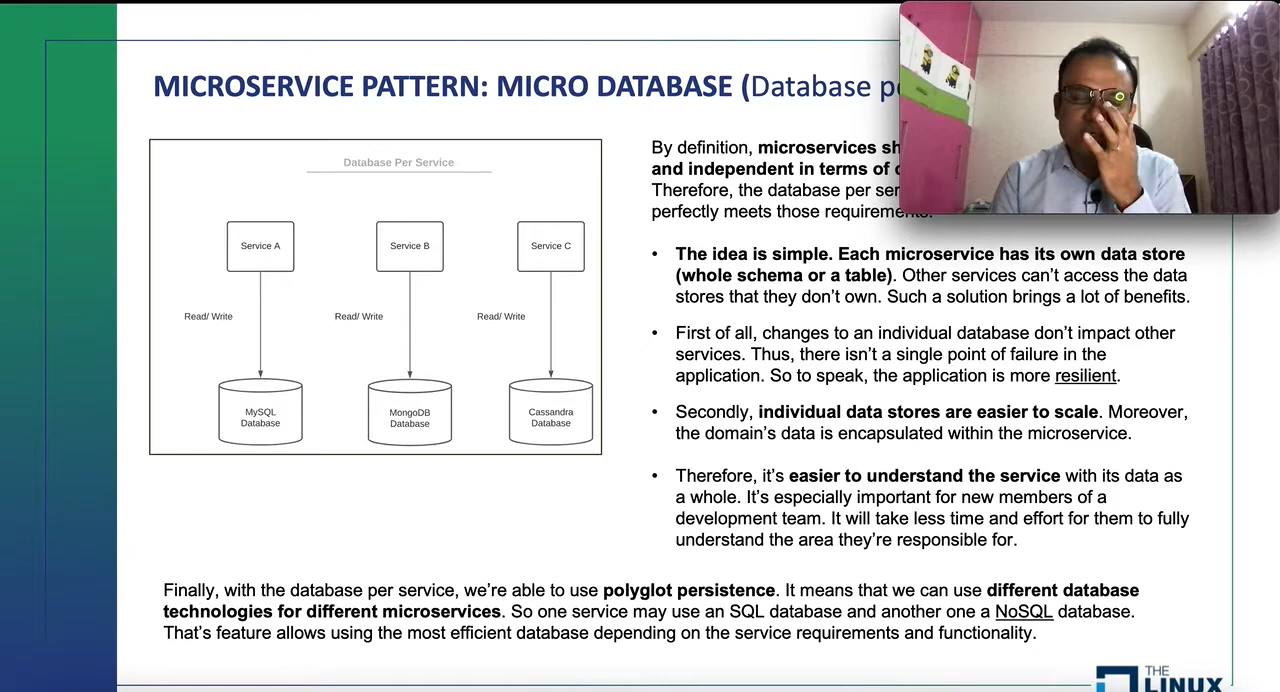 MICROSERVICE PATTERN: MICRO DATABASE (Database
Database Per Service
Service A
Service B
Service C
Read/ Write
Read/ Write
Read/ Write
MySQL
Database
MongoDB
Database
Cassandra
Database
By definition, microservices
and independent in terms of
Therefore, the database per
perfectly meets those requirements.
• The idea is simple. Each microservice has its own data store
(whole schema or a table). Other services can’t access the data
stores that they don’t own. Such a solution brings a lot of benefits.
• First of all, changes to an individual database don’t impact other
services. Thus, there isn’t a single point of failure in the
application. So to speak, the application is more resilient.
• Secondly, individual data stores are easier to scale. Moreover,
the domain’s data is encapsulated within the microservice.
• Therefore, it’s easier to understand the service with its data as
a whole. It’s especially important for new members of a
development team. It will take less time and effort for them to fully
understand the area they’re responsible for.
Finally, with the database per service, we’re able to use polyglot persistence. It means that we can use different database
technologies for different microservices. So one service may use an SQL database and another one a NoSQL database.
That’s feature allows using the most efficient database depending on the service requirements and functionality.
THE
LINUX